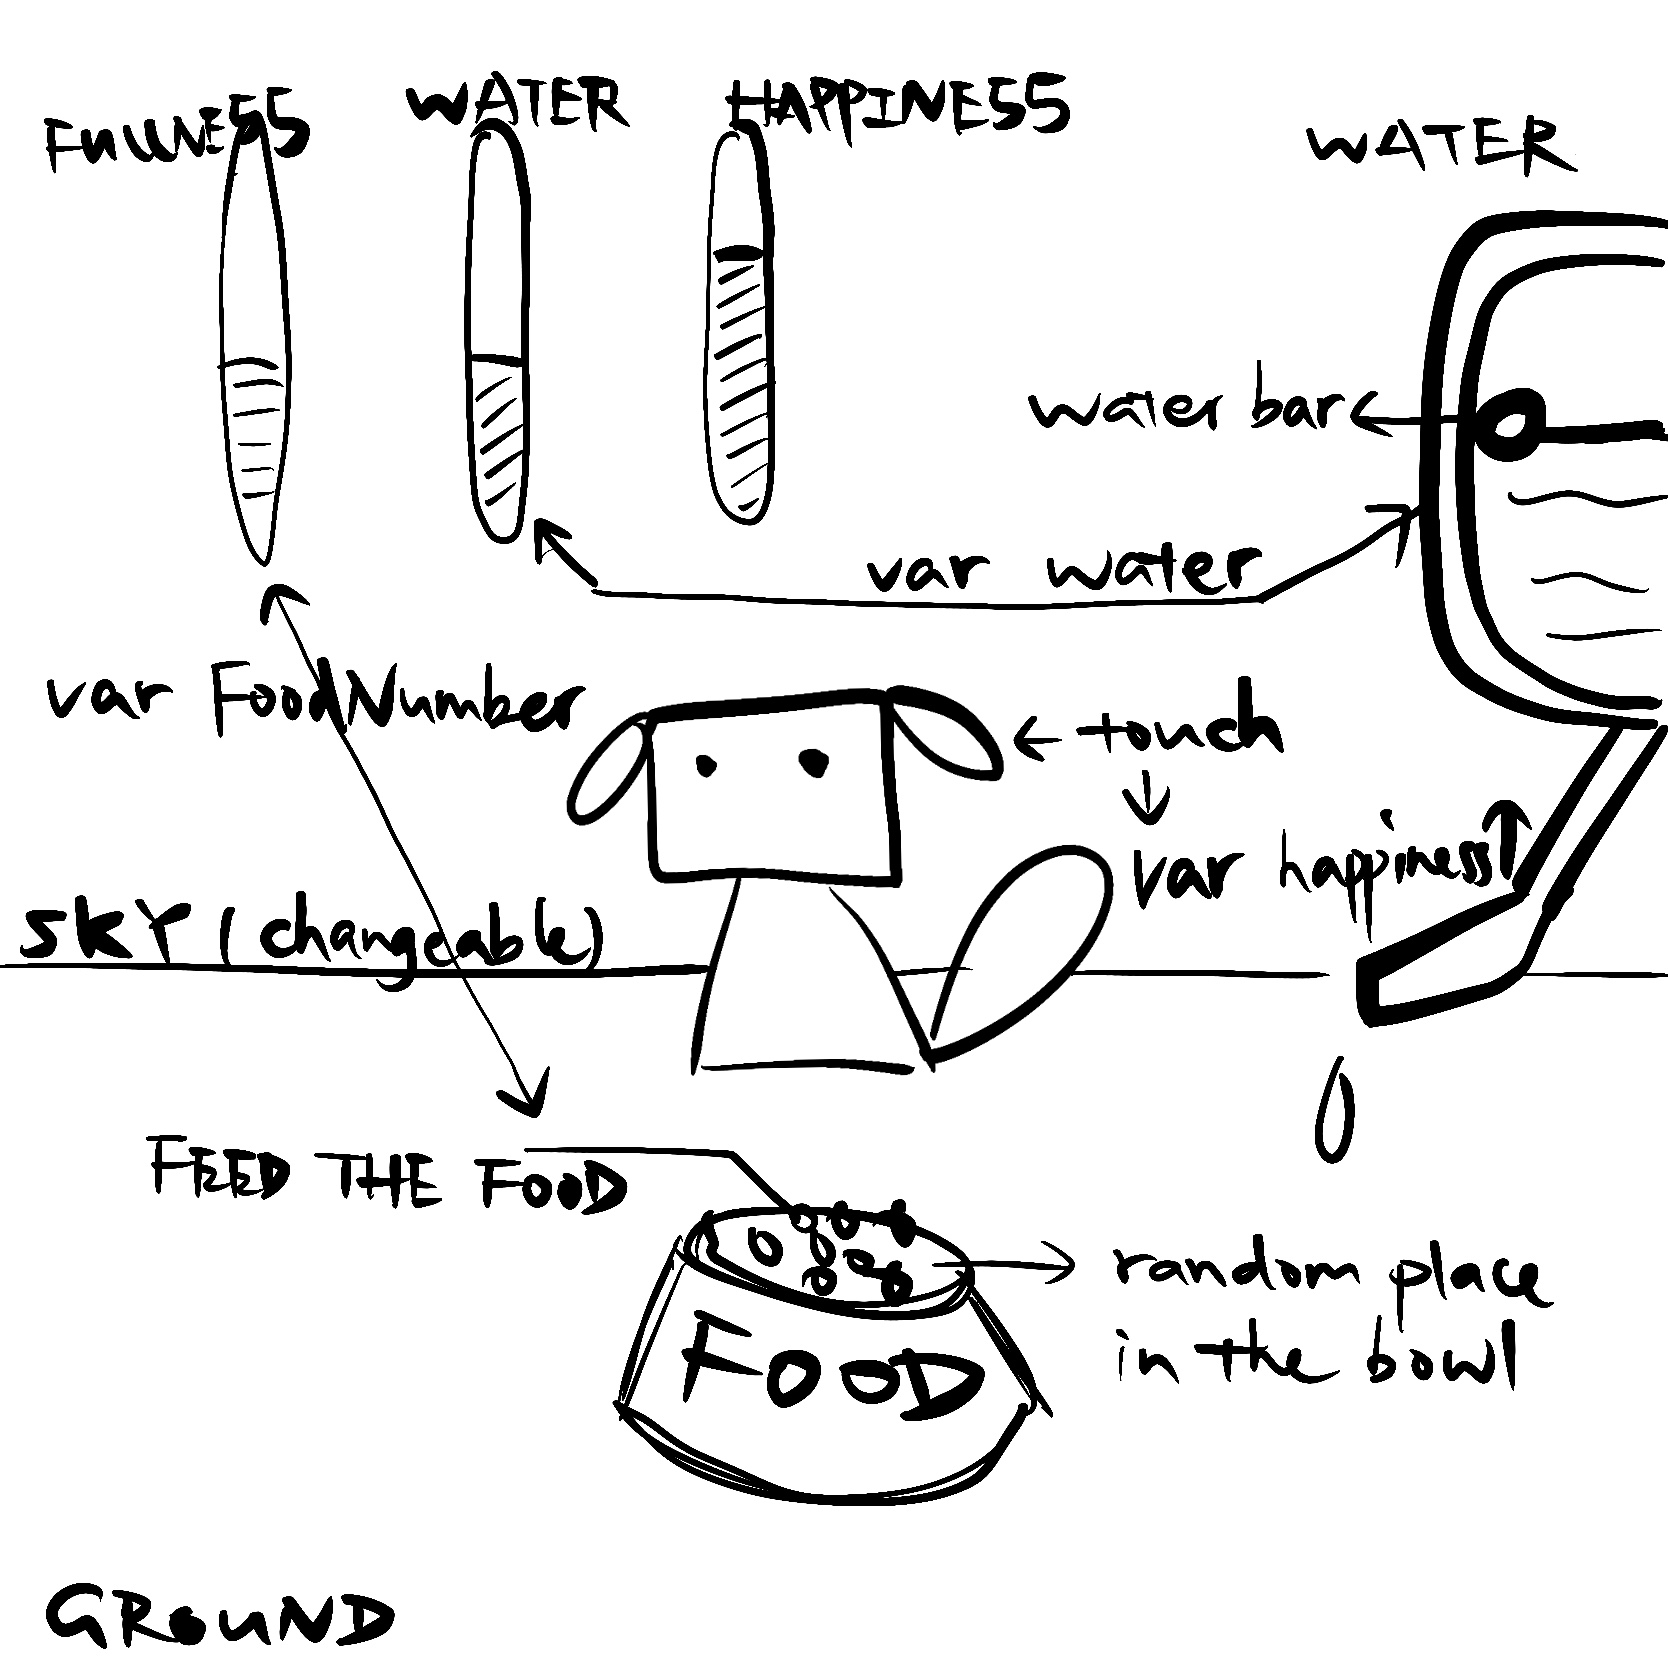 FULLNESS
WATER
HAPPINESS
WATER
water bar
var water
var FoodNumber
touch
var happiness
SKY (changeable)
FEED THE FOOD
random place
in the bowl
FOOD
GROUND